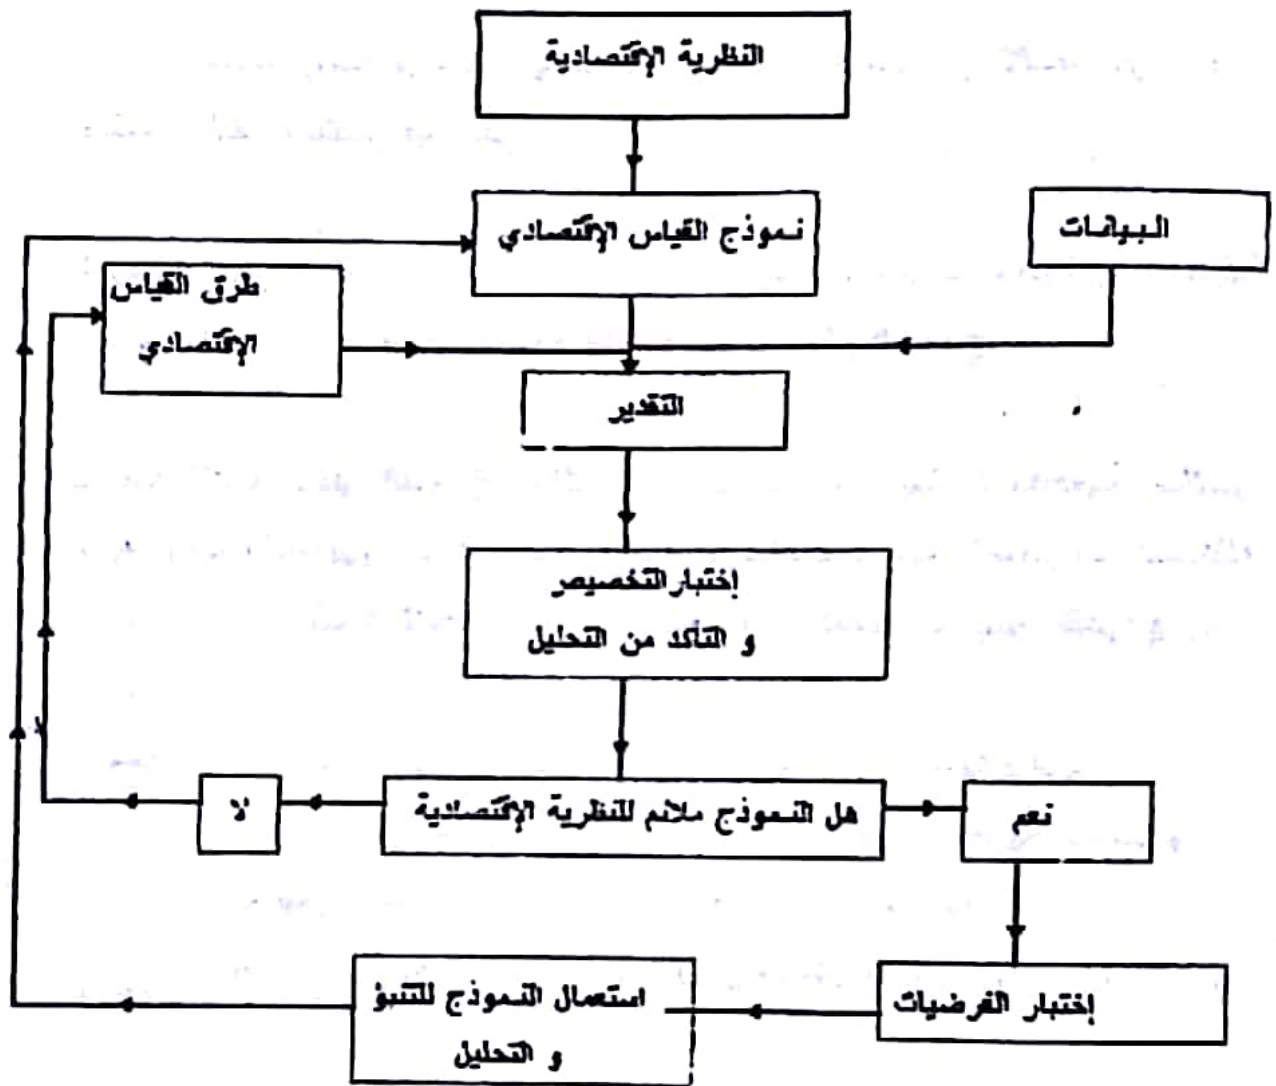 النظرية الإقتصادية
نموذج القياس الإقتصادي
البيانات
طرق القياس
الإقتصادي
التقدير
إختبار التخصيص
و التأكد من التحليل
هل النموذج ملائم للنظرية الإقتصادية
لا
نعم
إختبار الفرضيات
استعمال النموذج للتنبؤ
و التحليل